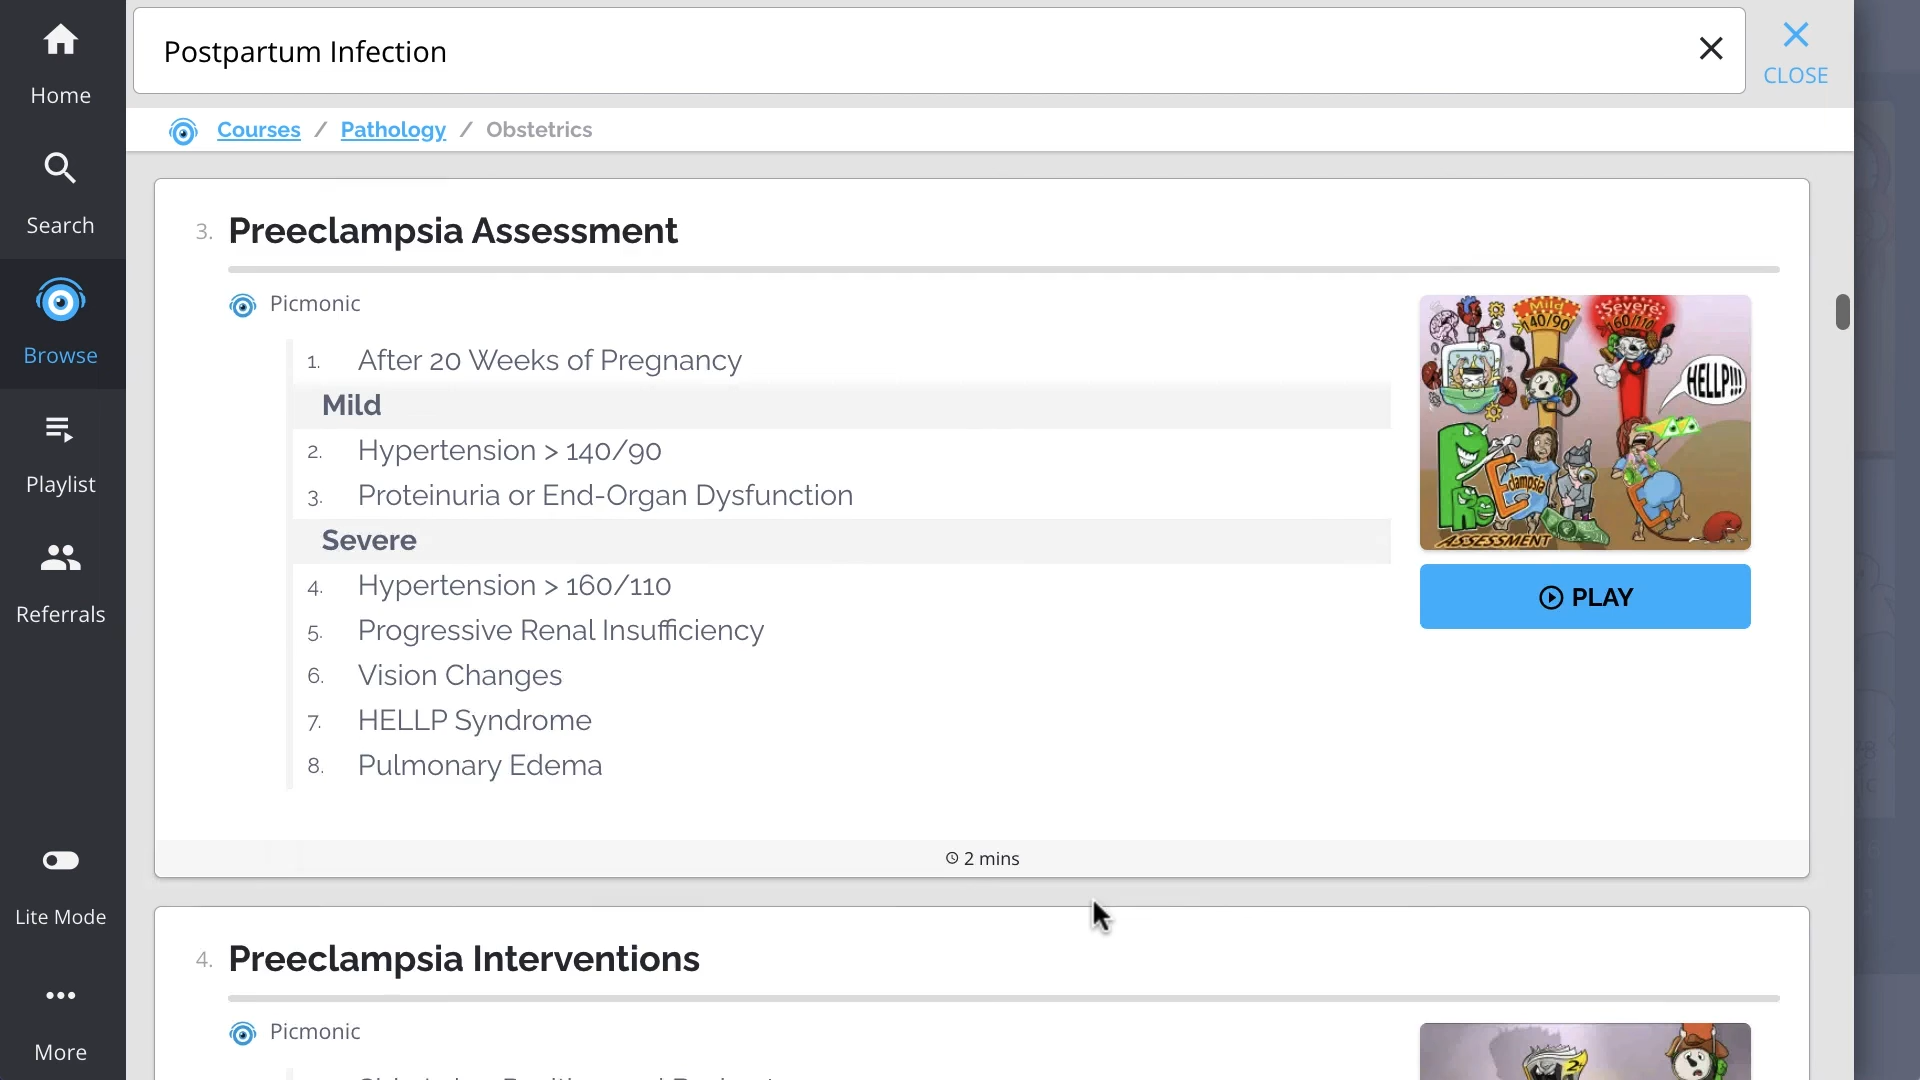 Home
Search
Browse
Playlist
Referrals
Lite Mode
More
Postpartum Infection
CLOSE
Courses / Pathology / Obstetrics
3. Preeclampsia Assessment
Picmonic
1. After 20 Weeks of Pregnancy
Mild
2. Hypertension > 140/90
3. Proteinuria or End-Organ Dysfunction
Severe
4. Hypertension > 160/110
5. Progressive Renal Insufficiency
6. Vision Changes
7. HELLP Syndrome
8. Pulmonary Edema
Mild
140/90
Severe
160/110
HELLP!!!
PRE
Eclampsia
E
ASSESSMENT
PLAY
2 mins
4. Preeclampsia Interventions
Picmonic
2